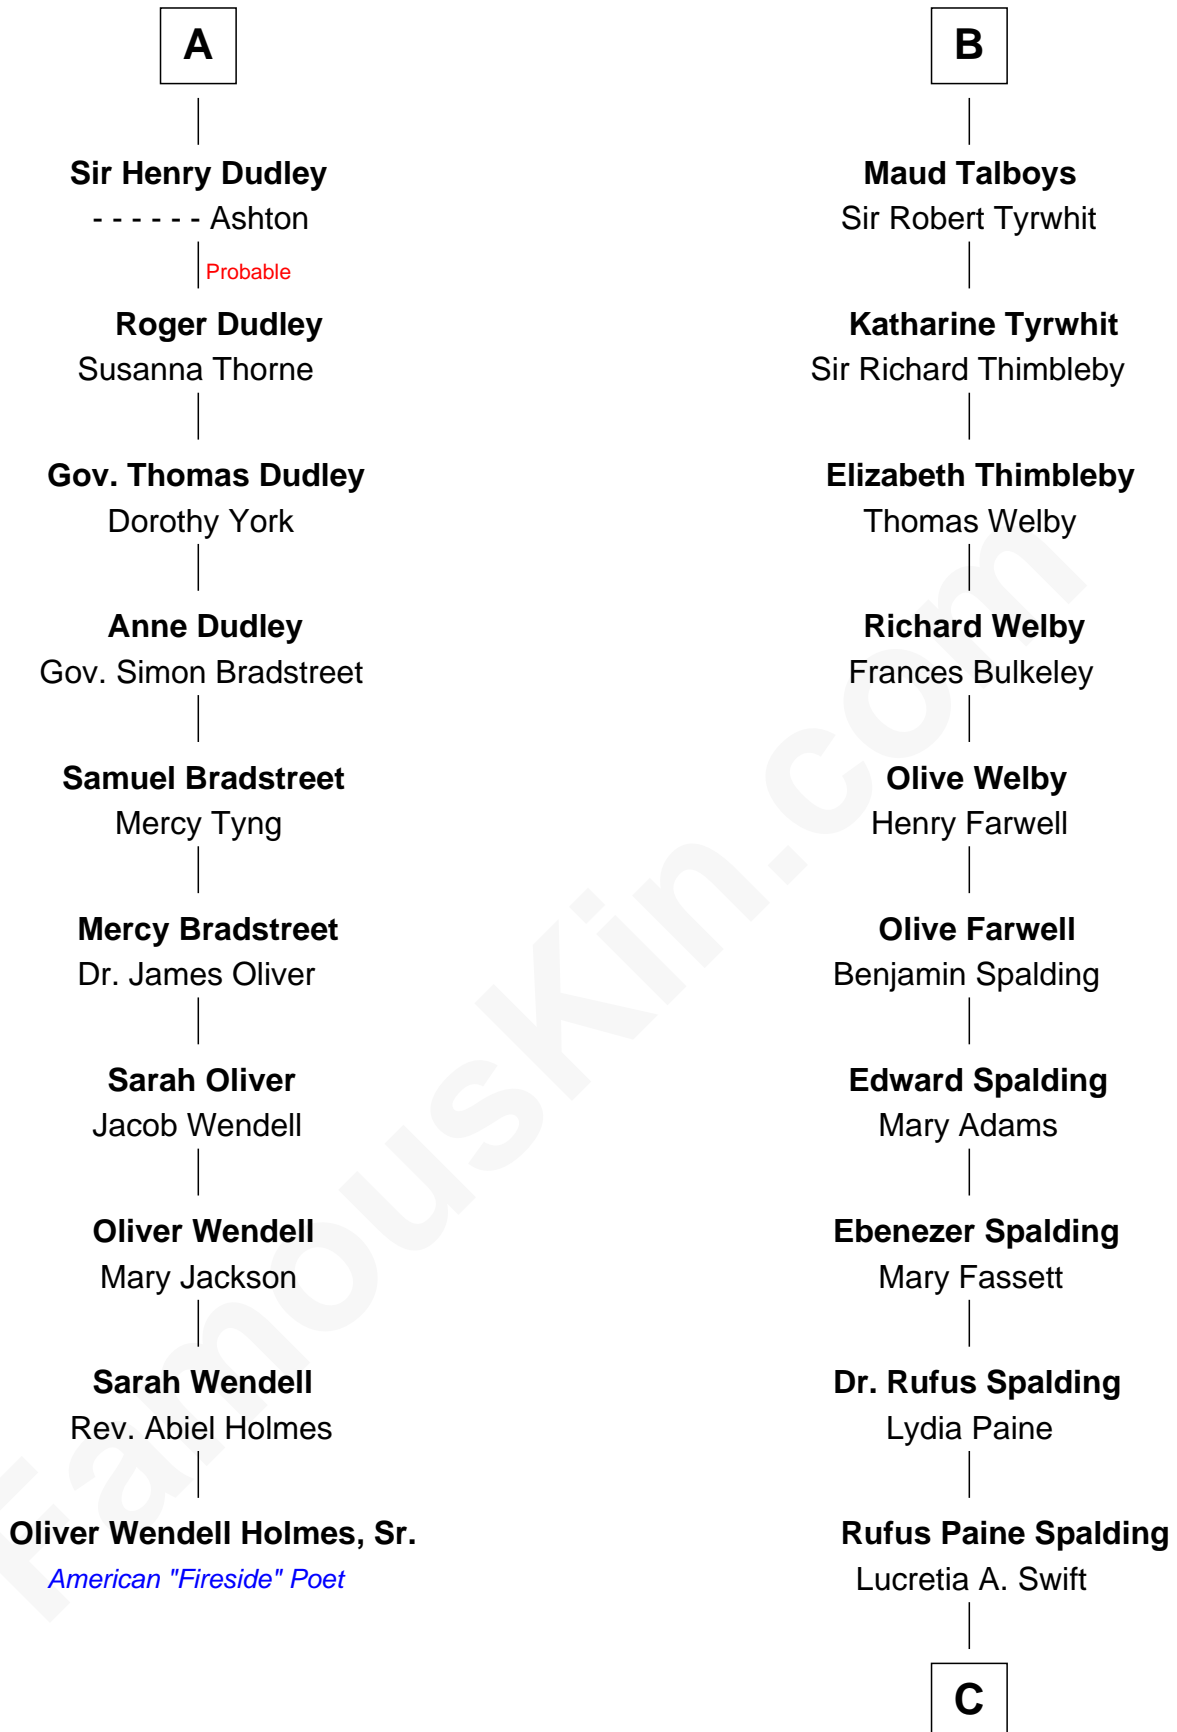 A
Sir Henry Dudley
- - - - - - Ashton
Probable
Roger Dudley
Susanna Thorne
Gov. Thomas Dudley
Dorothy York
Anne Dudley
Gov. Simon Bradstreet
Samuel Bradstreet
Mercy Tyng
Mercy Bradstreet
Dr. James Oliver
Sarah Oliver
Jacob Wendell
Oliver Wendell
Mary Jackson
Sarah Wendell
Rev. Abiel Holmes
Oliver Wendell Holmes, Sr.
American "Fireside" Poet
B
Maud Talboys
Sir Robert Tyrwhit
Katharine Tyrwhit
Sir Richard Thimbleby
Elizabeth Thimbleby
Thomas Welby
Richard Welby
Frances Bulkeley
Olive Welby
Henry Farwell
Olive Farwell
Benjamin Spalding
Edward Spalding
Mary Adams
Ebenezer Spalding
Mary Fassett
Dr. Rufus Spalding
Lydia Paine
Rufus Paine Spalding
Lucretia A. Swift
C
FamousKin.com